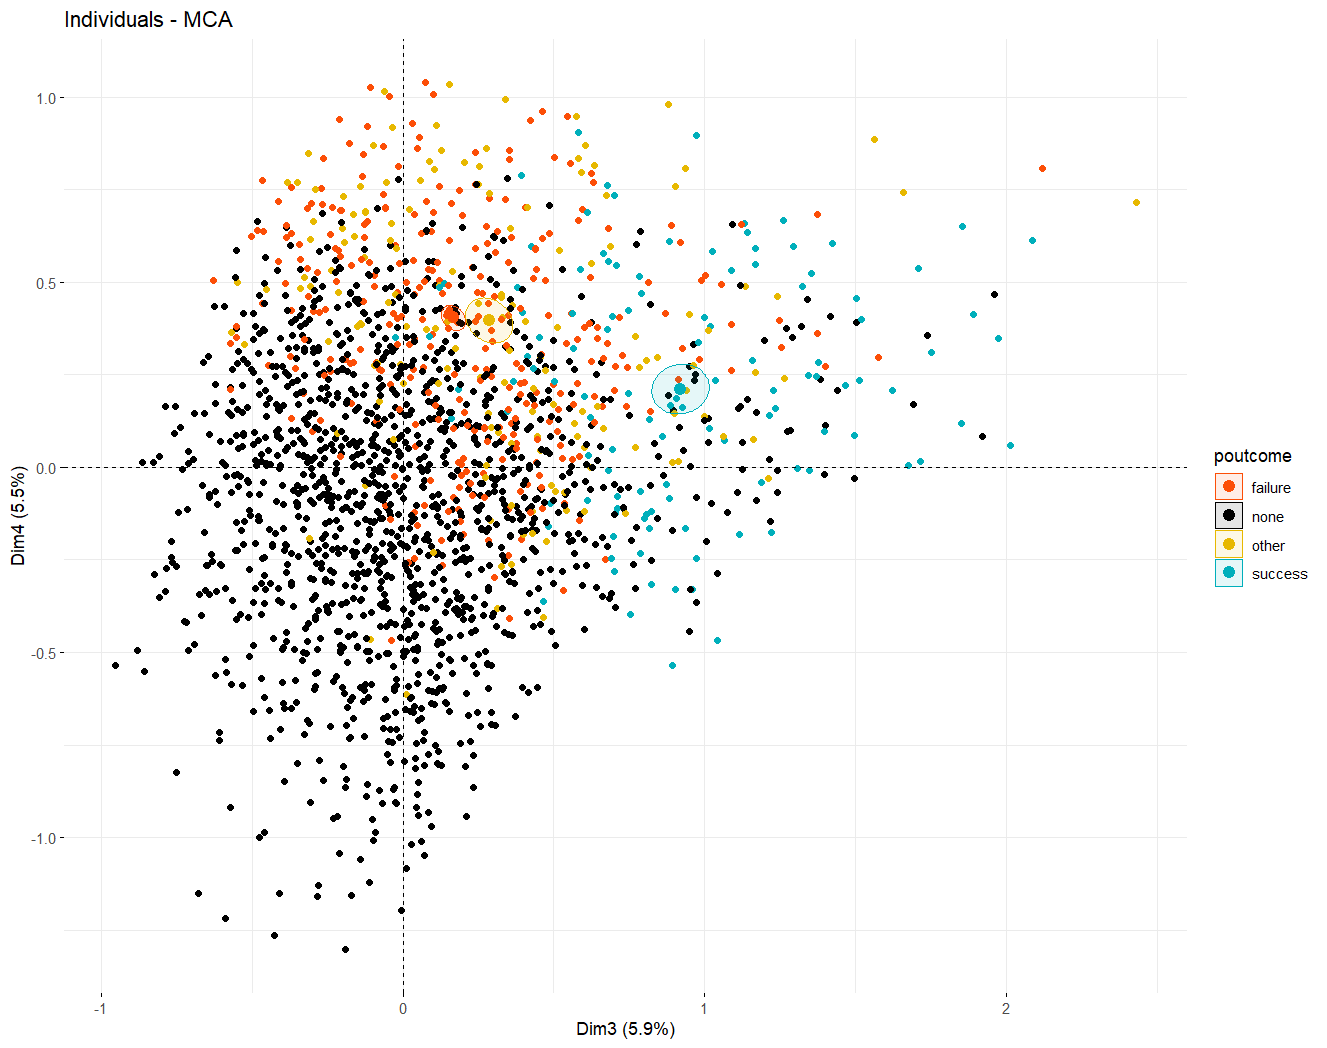 Individuals - MCA
1.0
0.5
0.0
-0.5
-1.0
Dim4 (5.5%)
-1
0
1
2
Dim3 (5.9%)
poutcome
failure
none
other
success